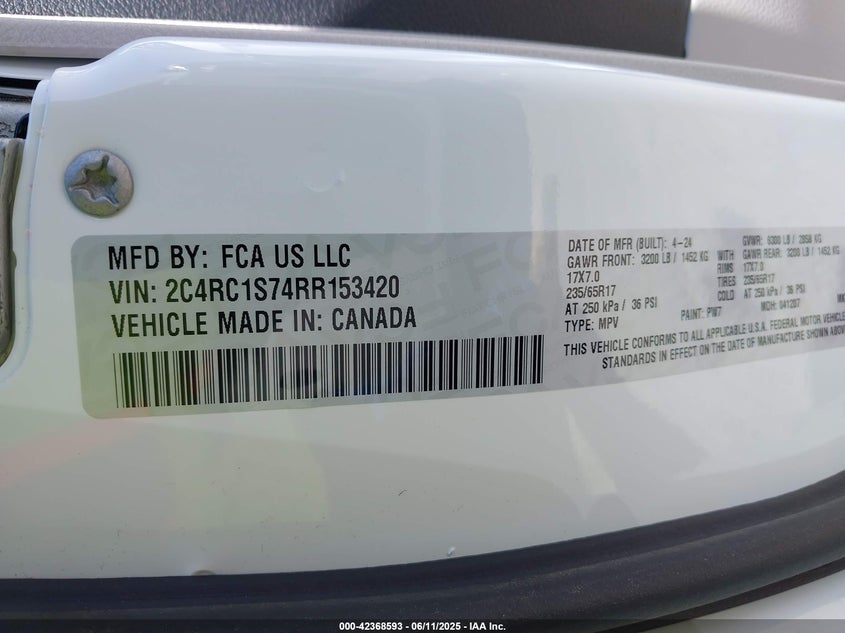 MFD BY: FCA US LLC
VIN: 2C4RC1S74RR153420
VEHICLE MADE IN: CANADA
DATE OF MFR (BUILT): 4-24 GVWR: 6300 LB / 2858 KG
GAWR FRONT: 3200 LB / 1452 KG WITH GAWR REAR: 3200 LB / 1452 KG
17X7.0 RIMS 17X7.0
235/65R17 TIRES 235/65R17
AT 250 kPa / 36 PSI COLD AT 250 kPa / 36 PSI
TYPE: MPV PAINT: PW7 MDH: 041207
THIS VEHICLE CONFORMS TO ALL APPLICABLE U.S.A. FEDERAL MOTOR VEHICLE
STANDARDS IN EFFECT ON THE DATE OF MANUFACTURE SHOWN ABOVE
000-42368593 - 06/11/2025 - IAA Inc.